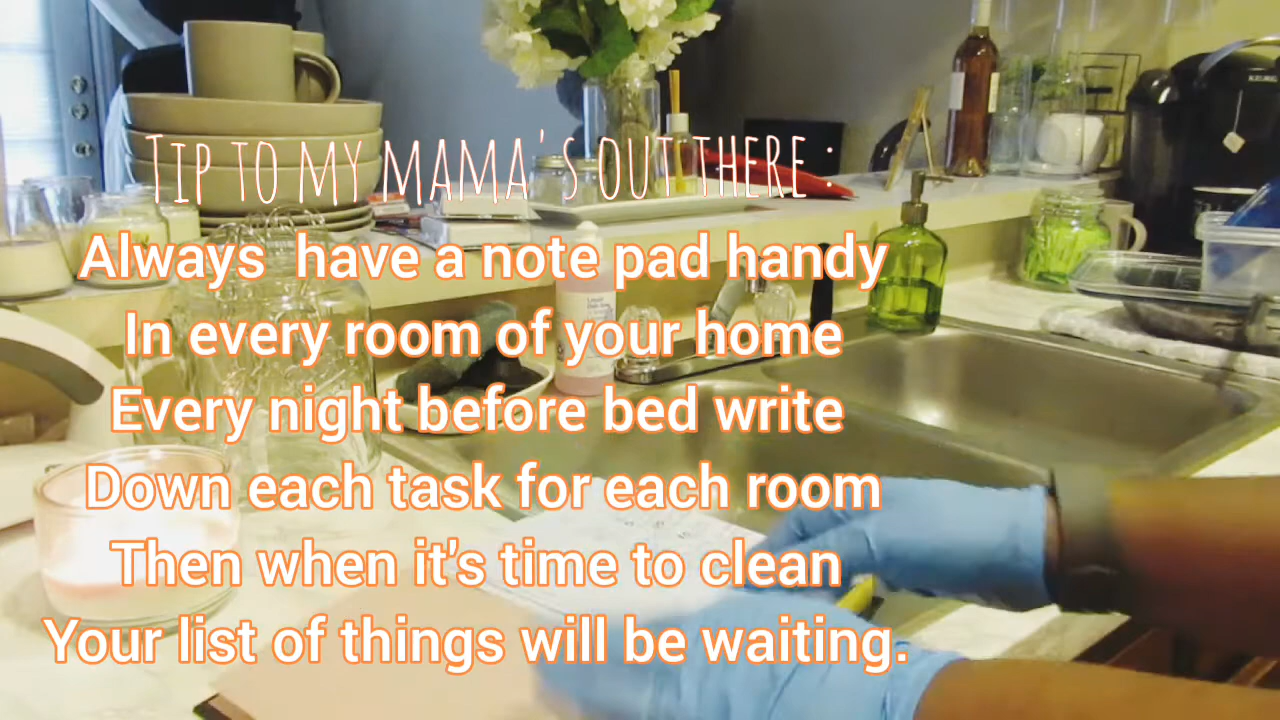 Tip to my mama's out there :
Always have a note pad handy
In every room of your home
Every night before bed write
Down each task for each room
Then when it's time to clean
Your list of things will be waiting.
KEURIG